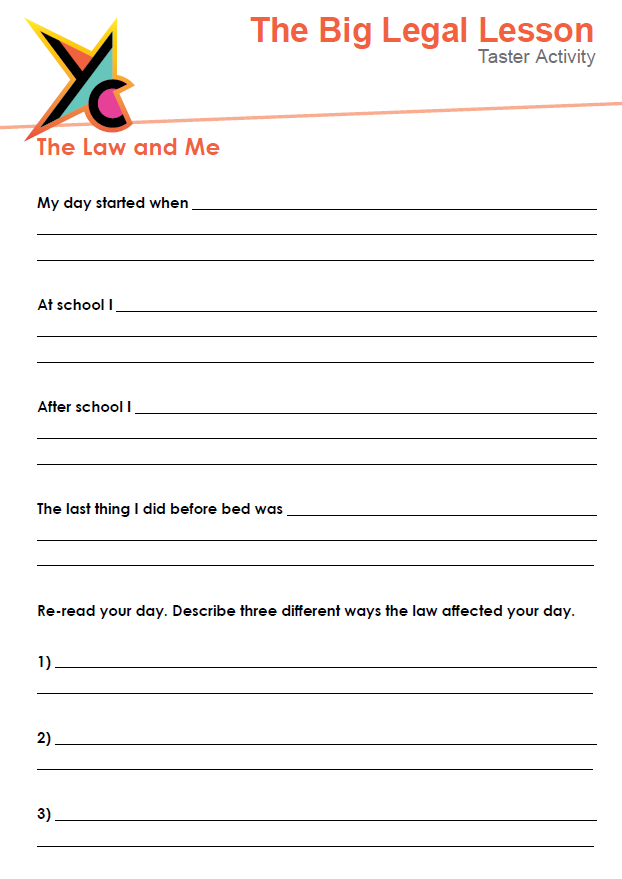 The Big Legal Lesson
Taster Activity
YC
The Law and Me
My day started when
At school I
After school I
The last thing I did before bed was
Re-read your day. Describe three different ways the law affected your day.
1)
2)
3)